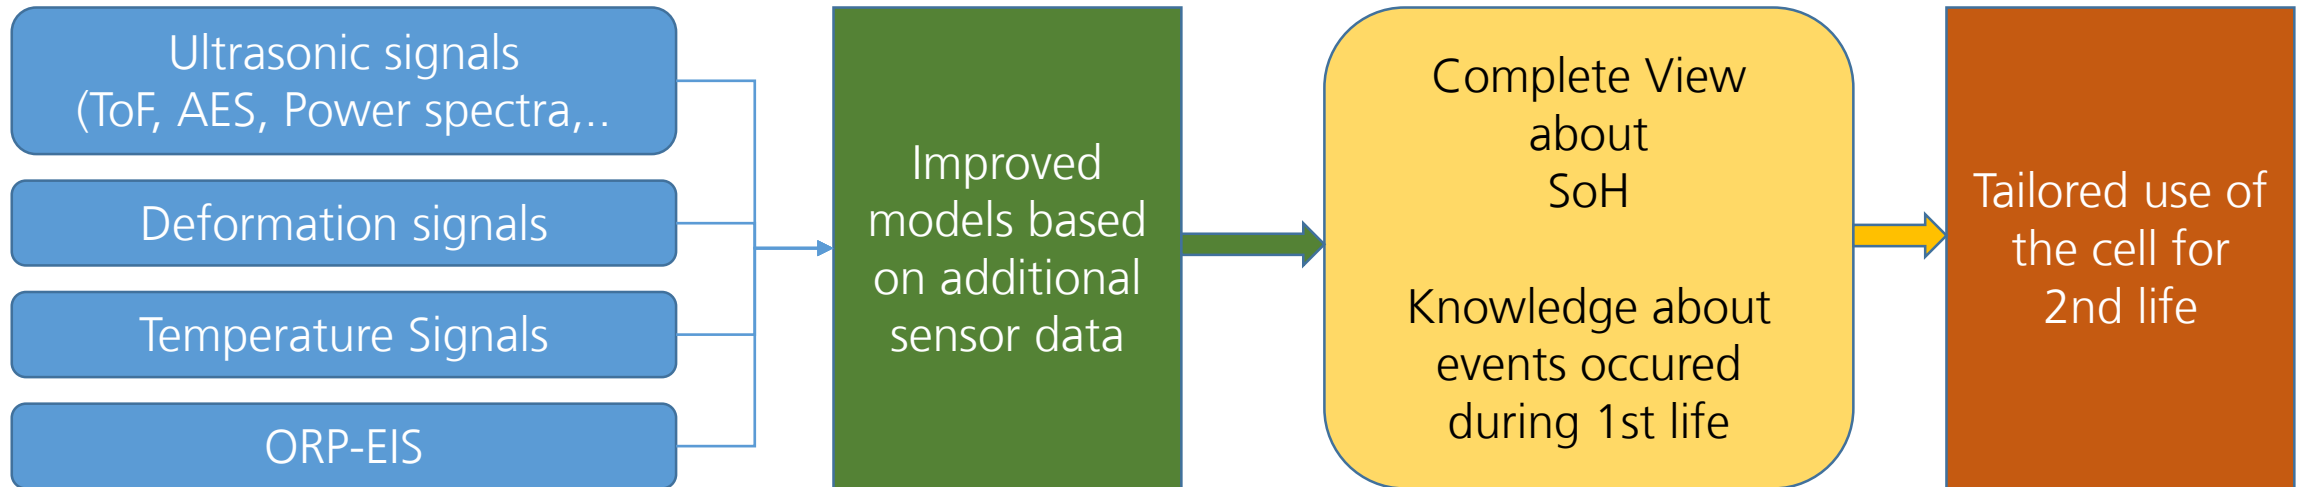 Ultrasonic signals
(ToF, AES, Power spectra,..
Deformation signals
Temperature Signals
ORP-EIS
Improved
models based
on additional
sensor data
Complete View
about
SoH
Knowledge about
events occured
during 1st life
Tailored use of
the cell for
2nd life